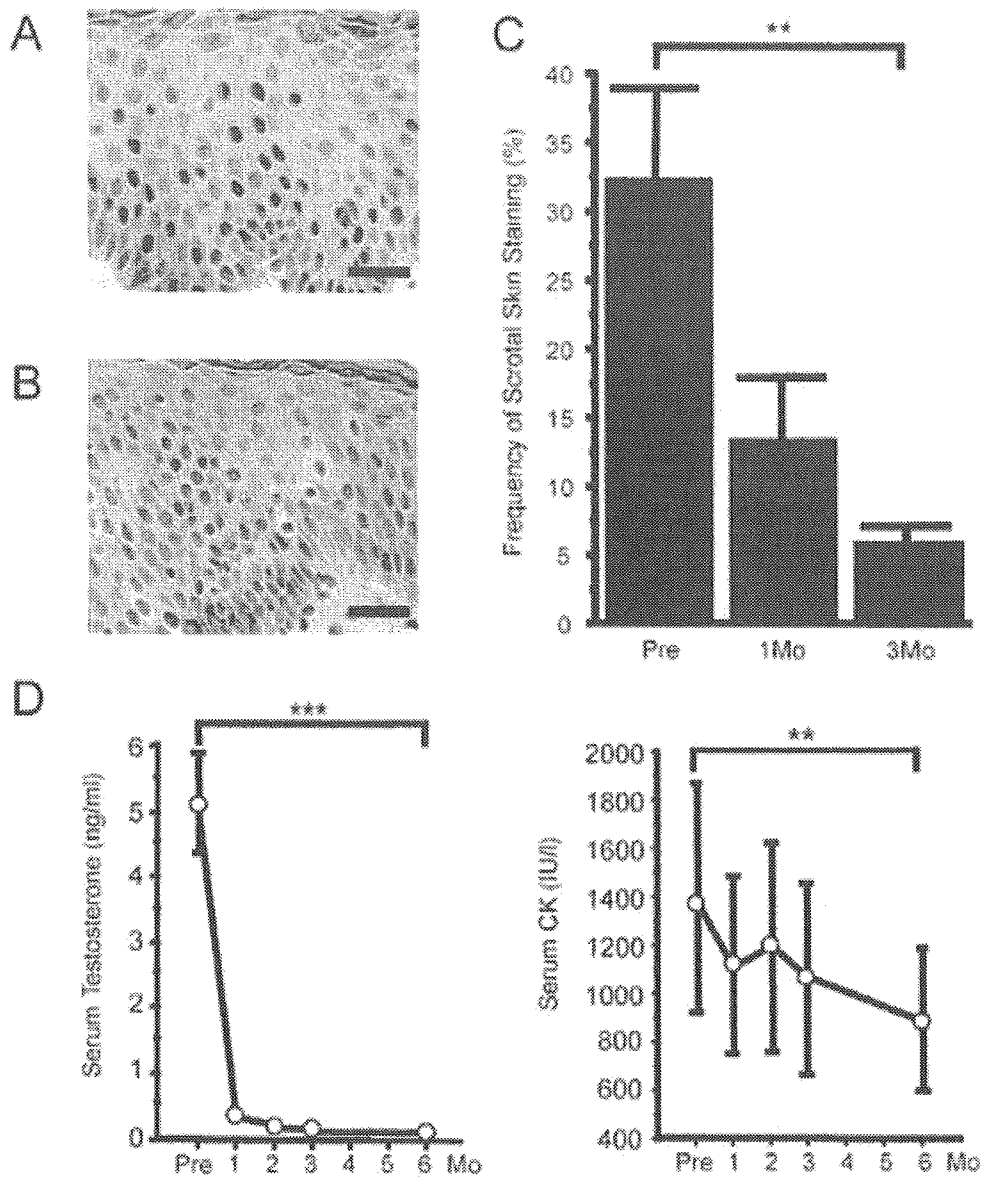 A
B
C
**
Frequency of Scrotal Skin Staining (%)
40
35
30
25
20
15
10
5
0
Pre 1Mo 3Mo
D
***
Serum Testosterone (ng/ml)
6
5
4
3
2
1
0
Pre 1 2 3 4 5 6 Mo
**
Serum CK (IU/l)
2000
1800
1600
1400
1200
1000
800
600
400
Pre 1 2 3 4 5 6 Mo